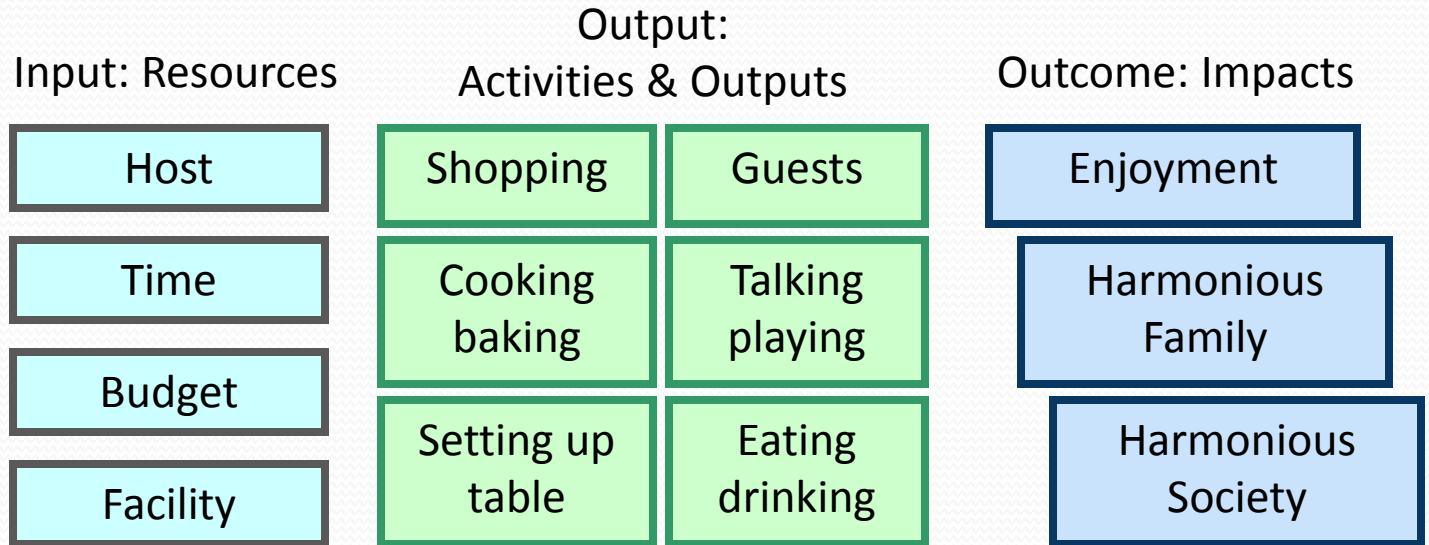 Input: Resources
Host
Time
Budget
Facility
Output:
Activities & Outputs
Shopping
Guests
Cooking
baking
Talking
playing
Setting up
table
Eating
drinking
Outcome: Impacts
Enjoyment
Harmonious
Family
Harmonious
Society